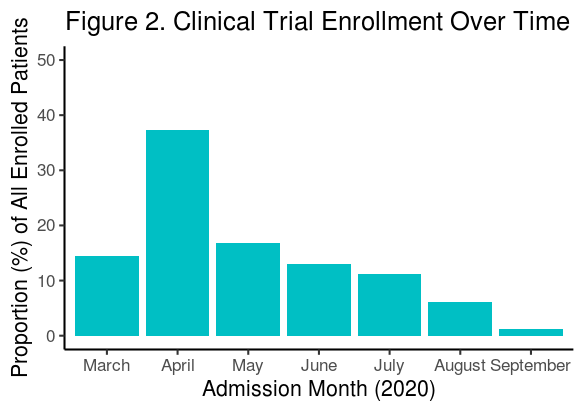 Figure 2. Clinical Trial Enrollment Over Time
Proportion (%) of All Enrolled Patients
50
40
30
20
10
0
March April May June July August September
Admission Month (2020)